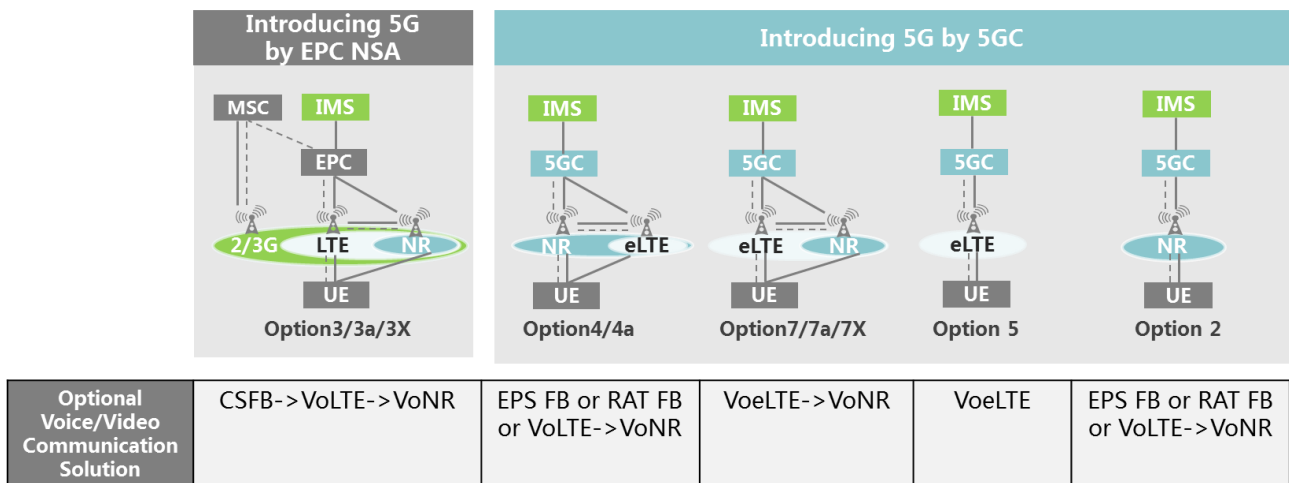 Introducing 5G
by EPC NSA
Introducing 5G by 5GC
MSC
IMS
EPC
2/3G
LTE
NR
UE
Option3/3a/3X
IMS
5GC
NR
eLTE
UE
Option4/4a
IMS
5GC
eLTE
NR
UE
Option7/7a/7X
IMS
5GC
eLTE
UE
Option 5
IMS
5GC
NR
UE
Option 2
Optional
Voice/Video
Communication
Solution
CSFB->VoLTE->VoNR
EPS FB or RAT FB
or VoLTE->VoNR
VoeLTE->VoNR
VoeLTE
EPS FB or RAT FB
or VoLTE->VoNR